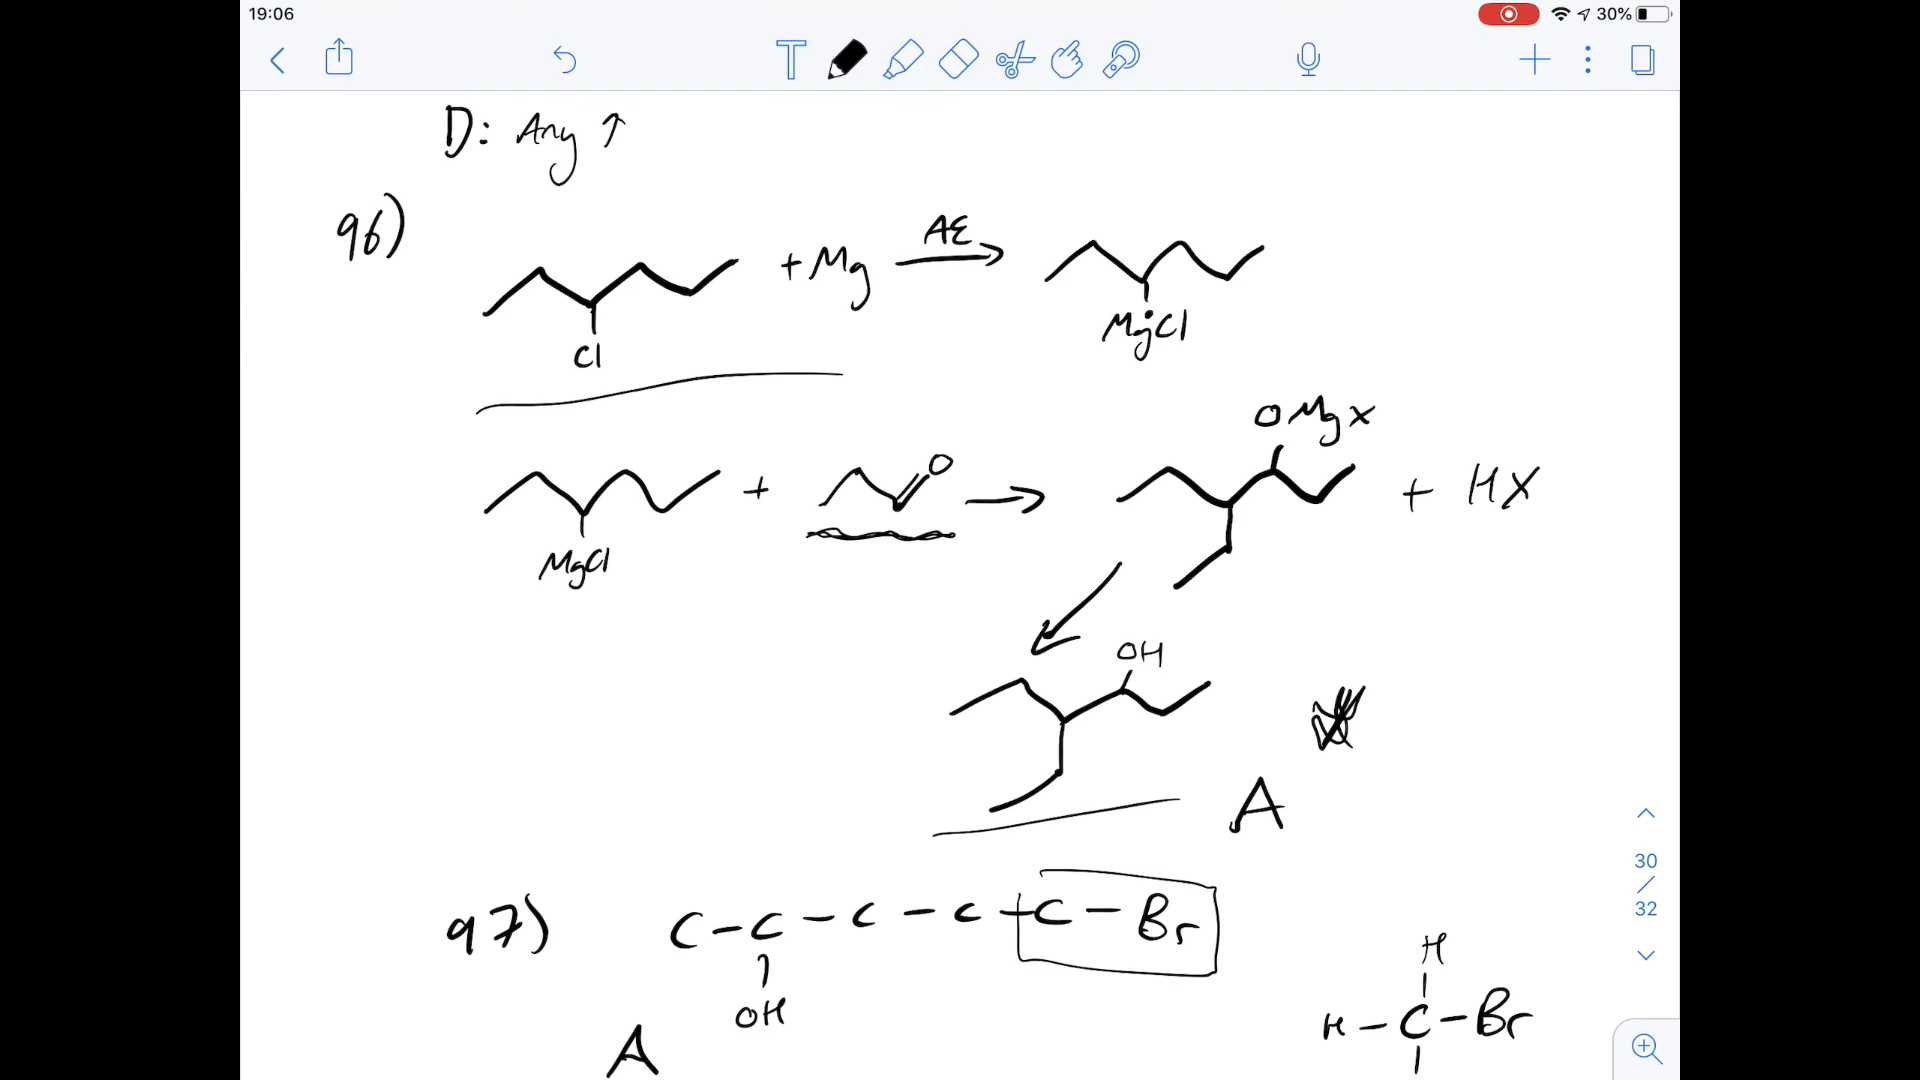 19:06
30%
D: Any ↑
96)
+ Mg
AE
Cl
MgCl
OMgX
+
O
+ HX
MgCl
OH
A
30
/
32
97) C - C - C - C - C - Br
OH
H
H - C - Br
A